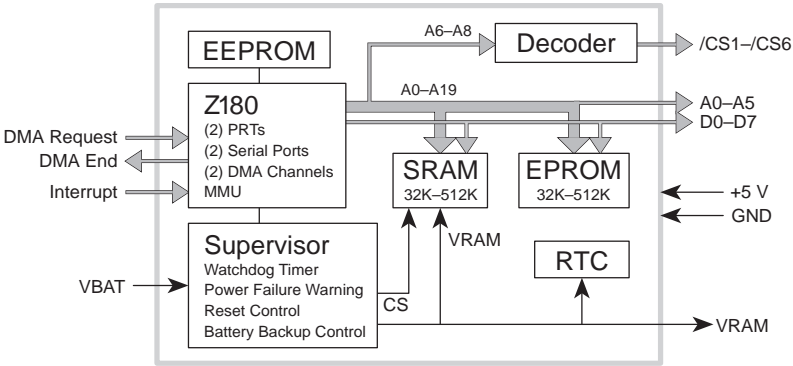 A6–A8
Decoder
/CS1–/CS6
EEPROM
A0–A19
Z180
(2) PRTs
(2) Serial Ports
(2) DMA Channels
MMU
A0–A5
D0–D7
DMA Request
DMA End
Interrupt
SRAM
32K–512K
EPROM
32K–512K
+5 V
GND
Supervisor
Watchdog Timer
Power Failure Warning
Reset Control
Battery Backup Control
VRAM
RTC
VBAT
CS
VRAM